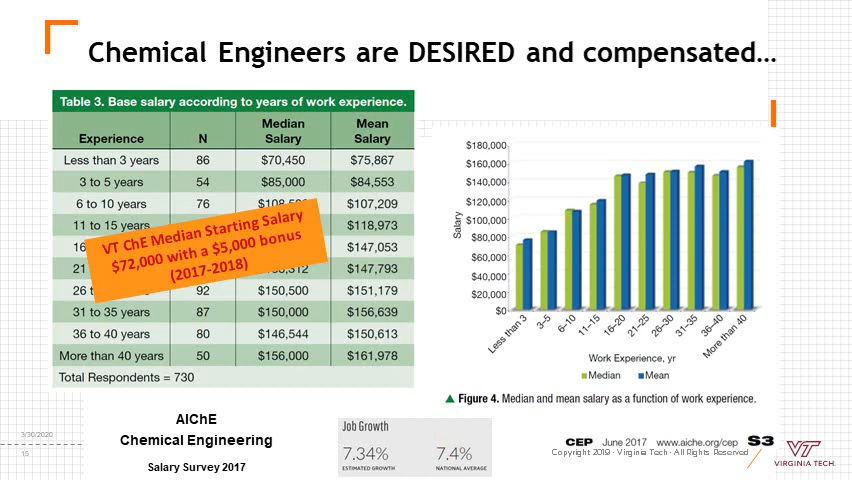 Chemical Engineers are DESIRED and compensated…
Table 3. Base salary according to years of work experience.
Experience N Median Salary Mean Salary
Less than 3 years 86 $70,450 $75,867
3 to 5 years 54 $85,000 $84,553
6 to 10 years 76 $107,209
11 to 15 years $118,973
16 $147,053
21 $147,793
26 92 $150,500 $151,179
31 to 35 years 87 $150,000 $156,639
36 to 40 years 80 $146,544 $150,613
More than 40 years 50 $156,000 $161,978
Total Respondents = 730
VT ChE Median Starting Salary
$72,000 with a $5,000 bonus
(2017-2018)
$180,000
$160,000
$140,000
$120,000
$100,000
$80,000
$60,000
$40,000
$20,000
$0
Salary
Less than 3 3–5 6–10 11–15 16–20 21–25 26–30 31–35 36–40 More than 40
Work Experience, yr
Median Mean
▲ Figure 4. Median and mean salary as a function of work experience.
AIChE
Chemical Engineering
Salary Survey 2017
Job Growth
7.34% 7.4%
ESTIMATED GROWTH NATIONAL AVERAGE
CEP June 2017 www.aiche.org/cep S3
Copyright 2019 · Virginia Tech · All Rights Reserved
3/30/2020
15
VT
VIRGINIA TECH.